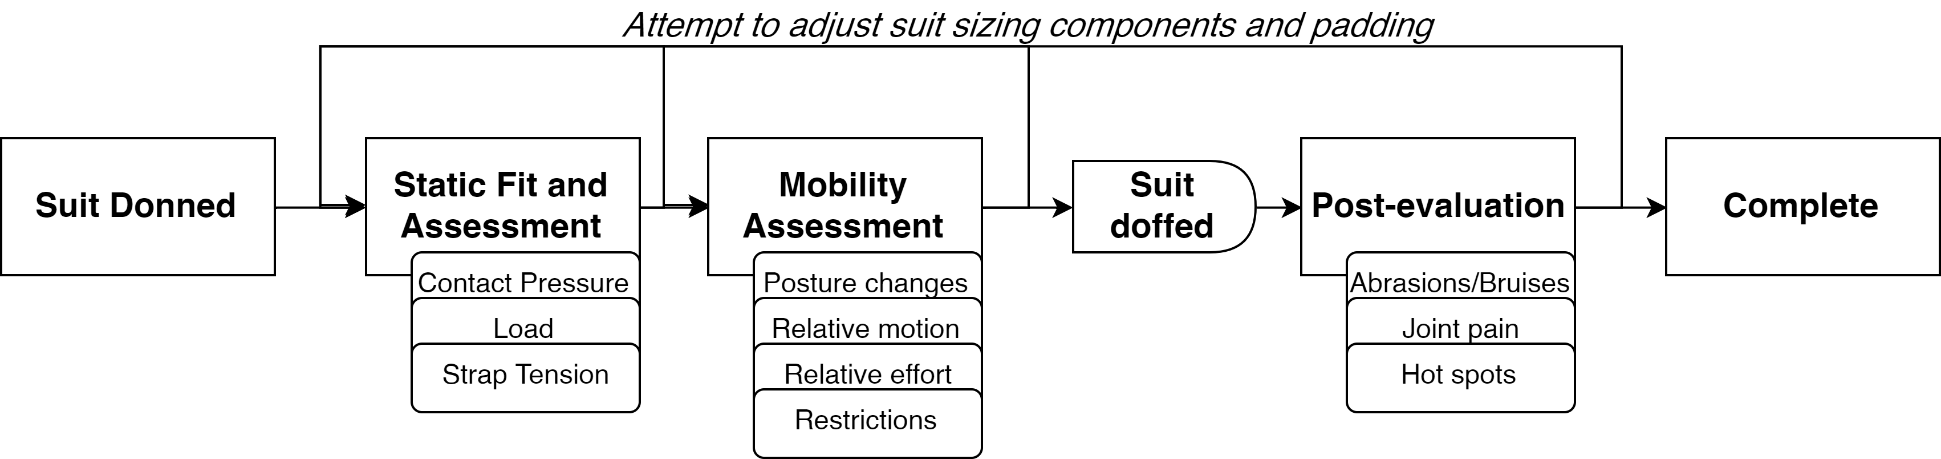 Attempt to adjust suit sizing components and padding
Suit Donned
Static Fit and
Assessment
Contact Pressure
Load
Strap Tension
Mobility
Assessment
Posture changes
Relative motion
Relative effort
Restrictions
Suit
doffed
Post-evaluation
Abrasions/Bruises
Joint pain
Hot spots
Complete